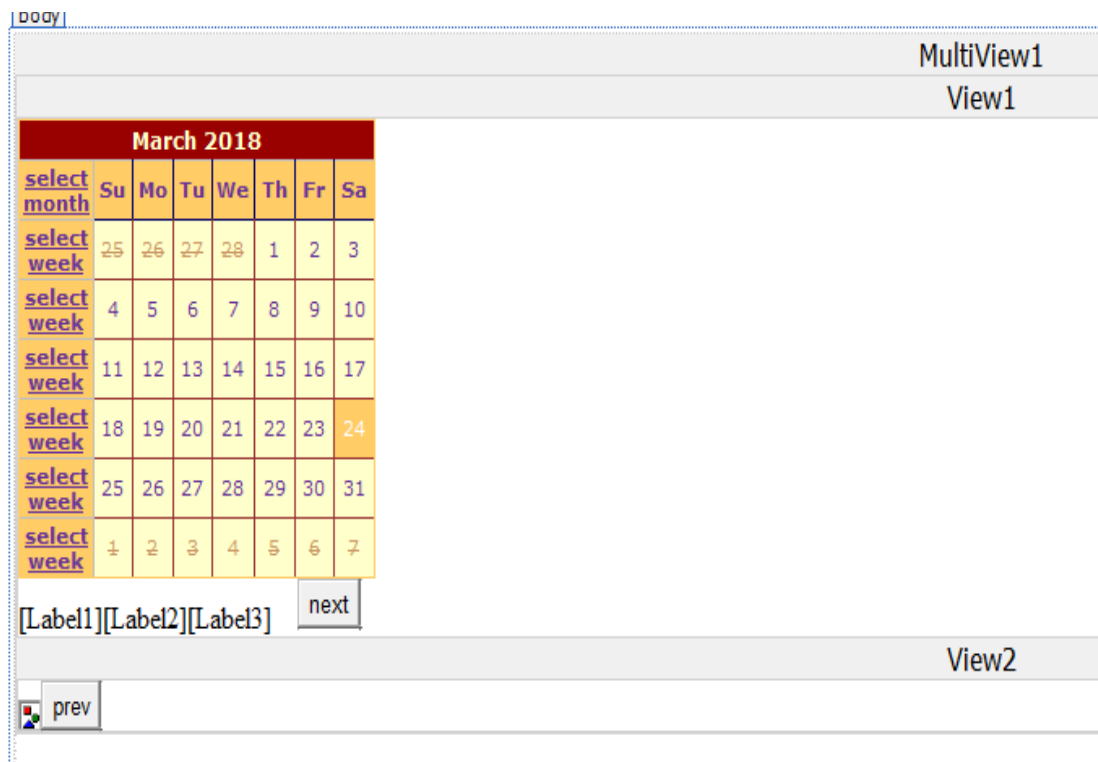 body
MultiView1
View1
March 2018
select month Su Mo Tu We Th Fr Sa
select week 25 26 27 28 1 2 3
select week 4 5 6 7 8 9 10
select week 11 12 13 14 15 16 17
select week 18 19 20 21 22 23 24
select week 25 26 27 28 29 30 31
select week 1 2 3 4 5 6 7
[Label1][Label2][Label3] next
View2
prev